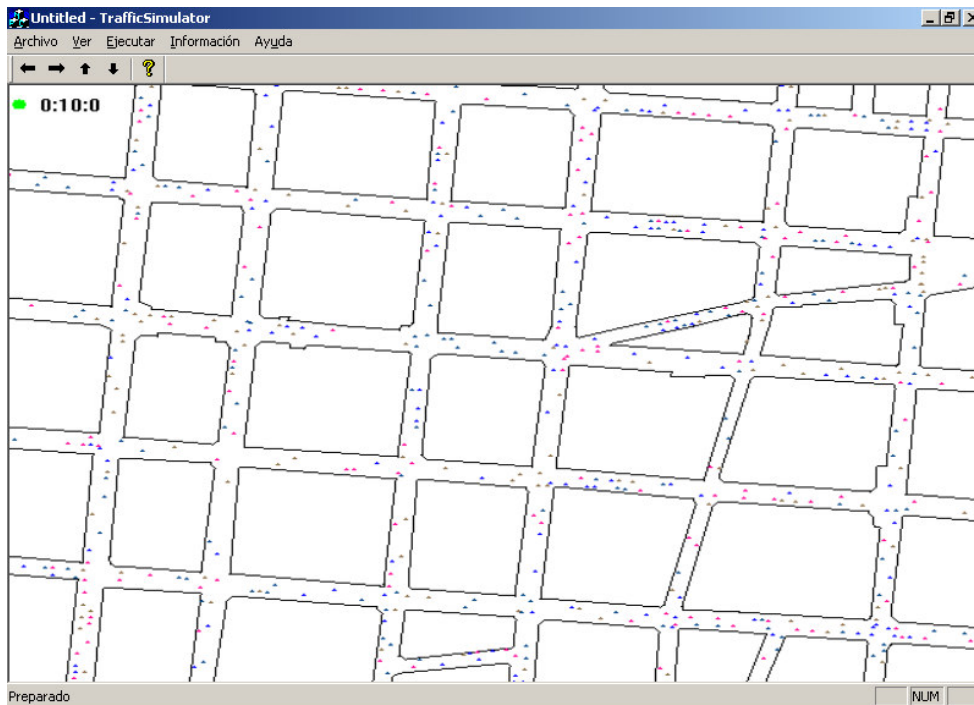 Untitled - TrafficSimulator
Archivo Ver Ejecutar Información Ayuda
0:10:0
Preparado NUM